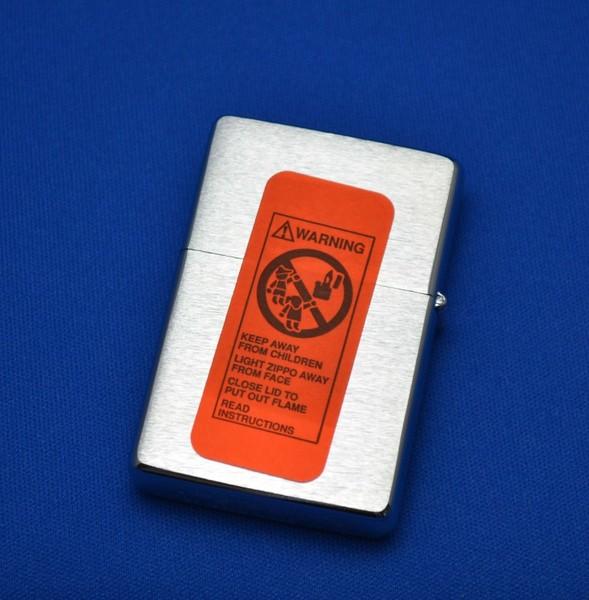 WARNING
KEEP AWAY
FROM CHILDREN
LIGHT ZIPPO AWAY
FROM FACE
CLOSE LID TO
PUT OUT FLAME
READ
INSTRUCTIONS